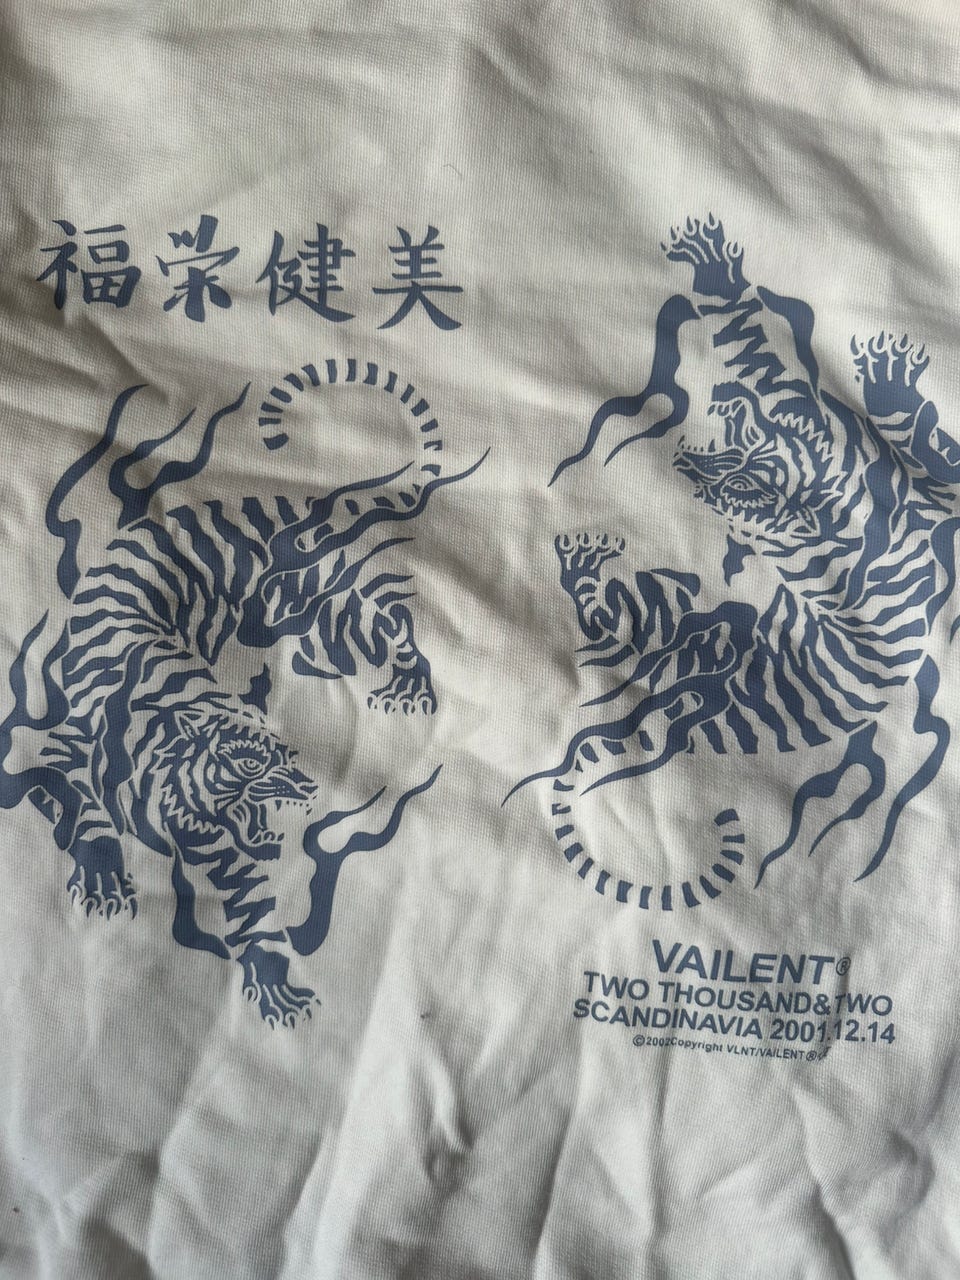 福栄健美
VAILENT®
TWO THOUSAND&TWO
SCANDINAVIA 2001.12.14
©2002Copyright VLNT/VAILENT®